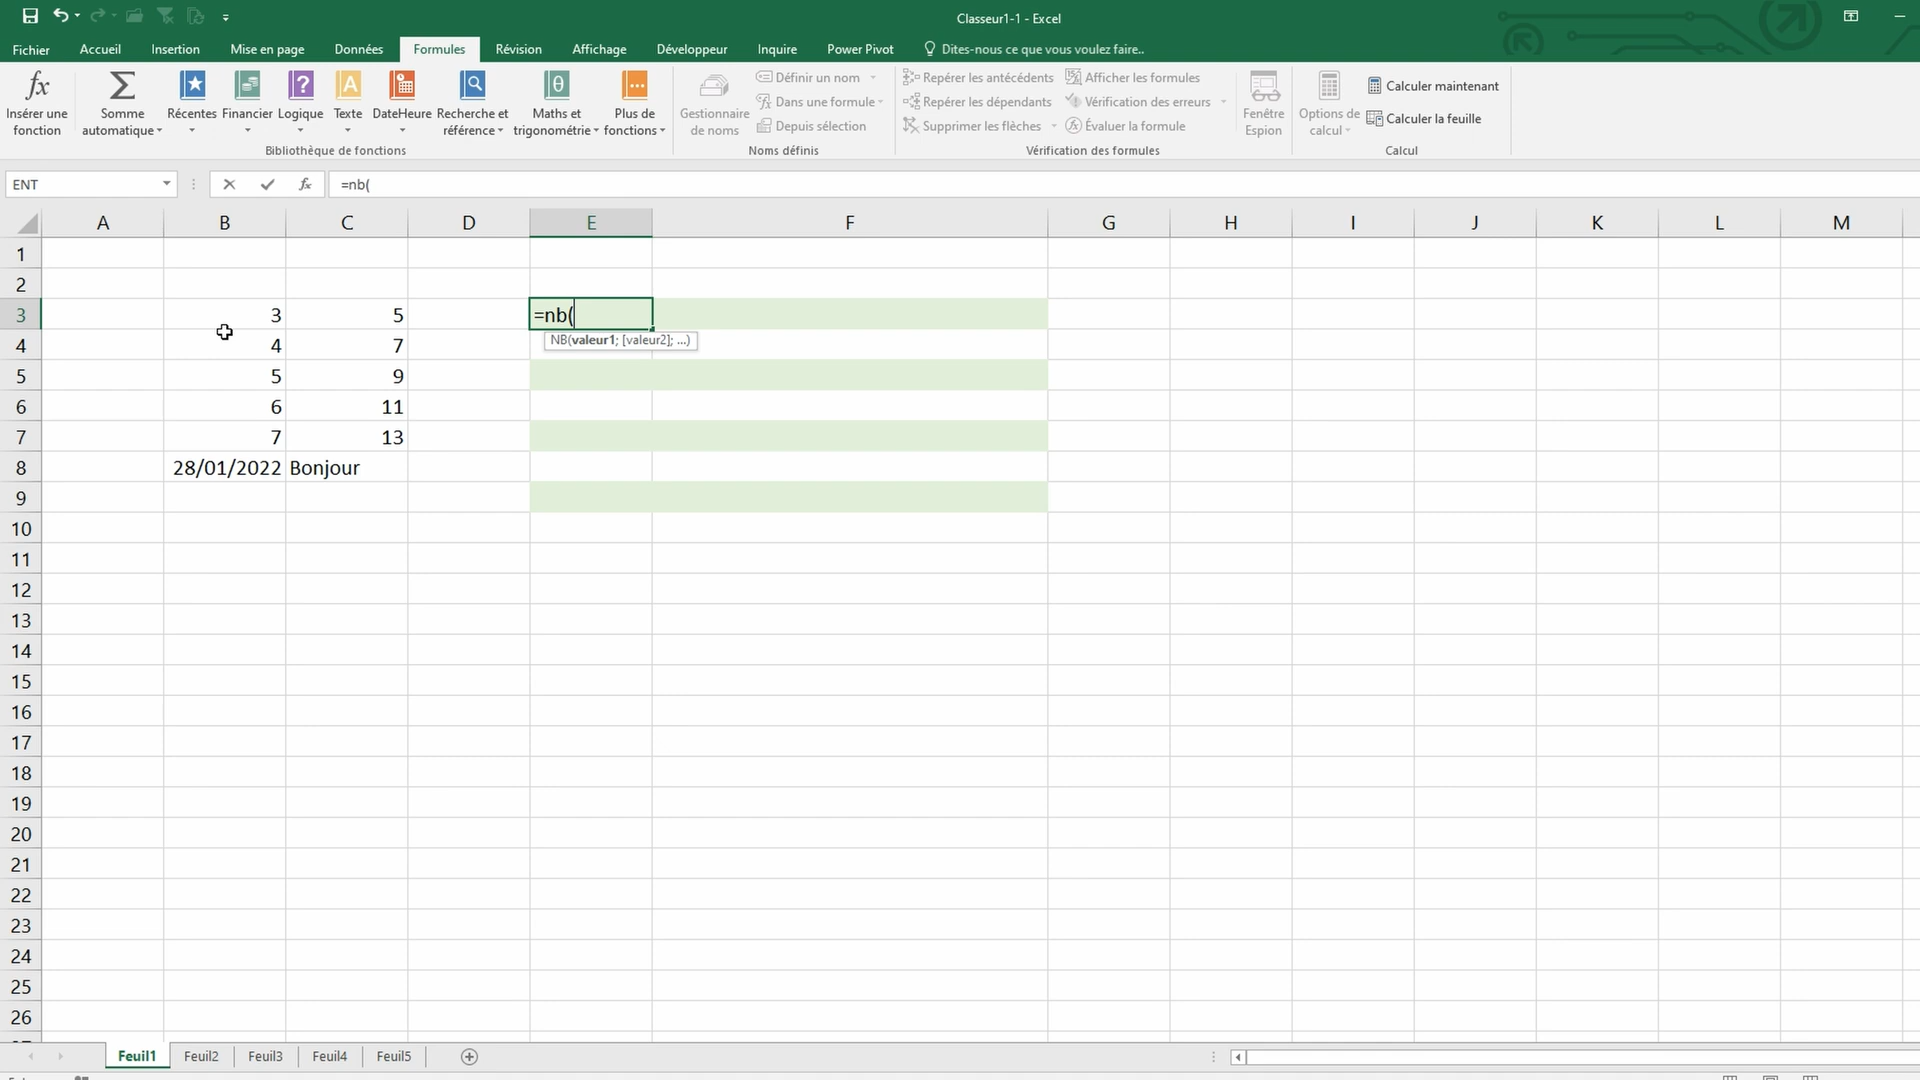 Classeur1-1 - Excel
Fichier Accueil Insertion Mise en page Données Formules Révision Affichage Développeur Inquire Power Pivot Dites-nous ce que vous voulez faire..
fx Σ ? A θ
Insérer une fonction
Somme automatique
Récentes
Financier
Logique
Texte
DateHeure
Recherche et référence
Maths et trigonométrie
Plus de fonctions
Bibliothèque de fonctions
Gestionnaire de noms
Définir un nom
Dans une formule
Depuis sélection
Noms définis
Repérer les antécédents
Repérer les dépendants
Supprimer les flèches
Afficher les formules
Vérification des erreurs
Évaluer la formule
Vérification des formules
Fenêtre Espion
Options de calcul
Calculer maintenant
Calculer la feuille
Calcul
ENT fx =nb(
A B C D E F G H I J K L M
1
2
3 3 5 =nb(
NB(valeur1; [valeur2]; ...)
4 4 7
5 5 9
6 6 11
7 7 13
8 28/01/2022 Bonjour
9
10
11
12
13
14
15
16
17
18
19
20
21
22
23
24
25
26
Feuil1 Feuil2 Feuil3 Feuil4 Feuil5